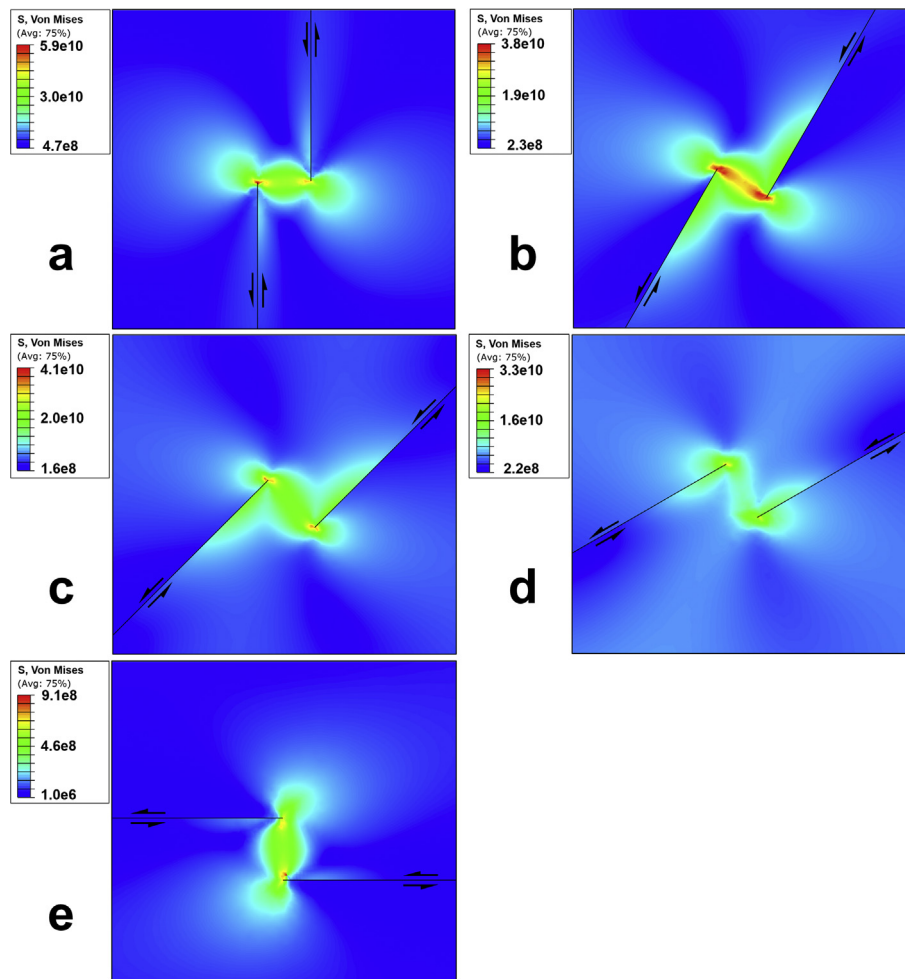 S, Von Mises
(Avg: 75%)
5.9e10
3.0e10
4.7e8
a
S, Von Mises
(Avg: 75%)
3.8e10
1.9e10
2.3e8
b
S, Von Mises
(Avg: 75%)
4.1e10
2.0e10
1.6e8
c
S, Von Mises
(Avg: 75%)
3.3e10
1.6e10
2.2e8
d
S, Von Mises
(Avg: 75%)
9.1e8
4.6e8
1.0e6
e